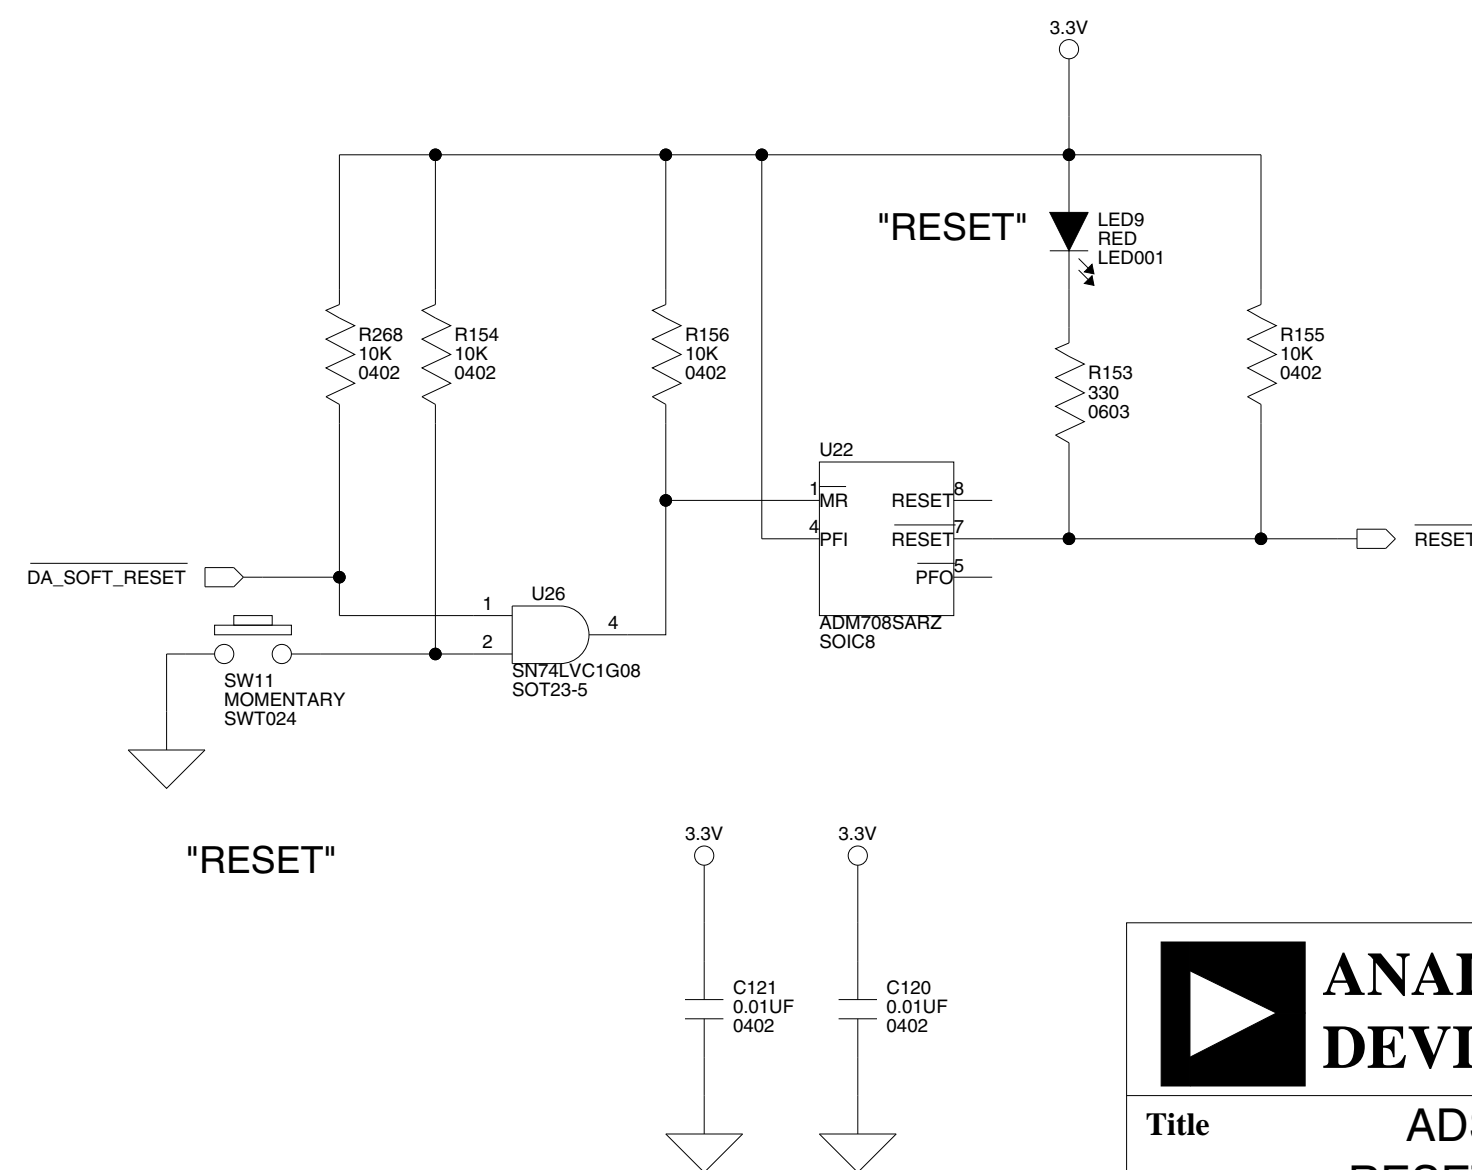 3.3V
"RESET"
LED9
RED
LED001
R268
10K
0402
R154
10K
0402
R156
10K
0402
R153
330
0603
R155
10K
0402
U22
1
MR
RESET
8
4
PFI
RESET
7
RESET
PFO
5
ADM708SARZ
SOIC8
DA_SOFT_RESET
U26
1
2
4
SN74LVC1G08
SOT23-5
SW11
MOMENTARY
SWT024
"RESET"
3.3V
3.3V
C121
0.01UF
0402
C120
0.01UF
0402
Title